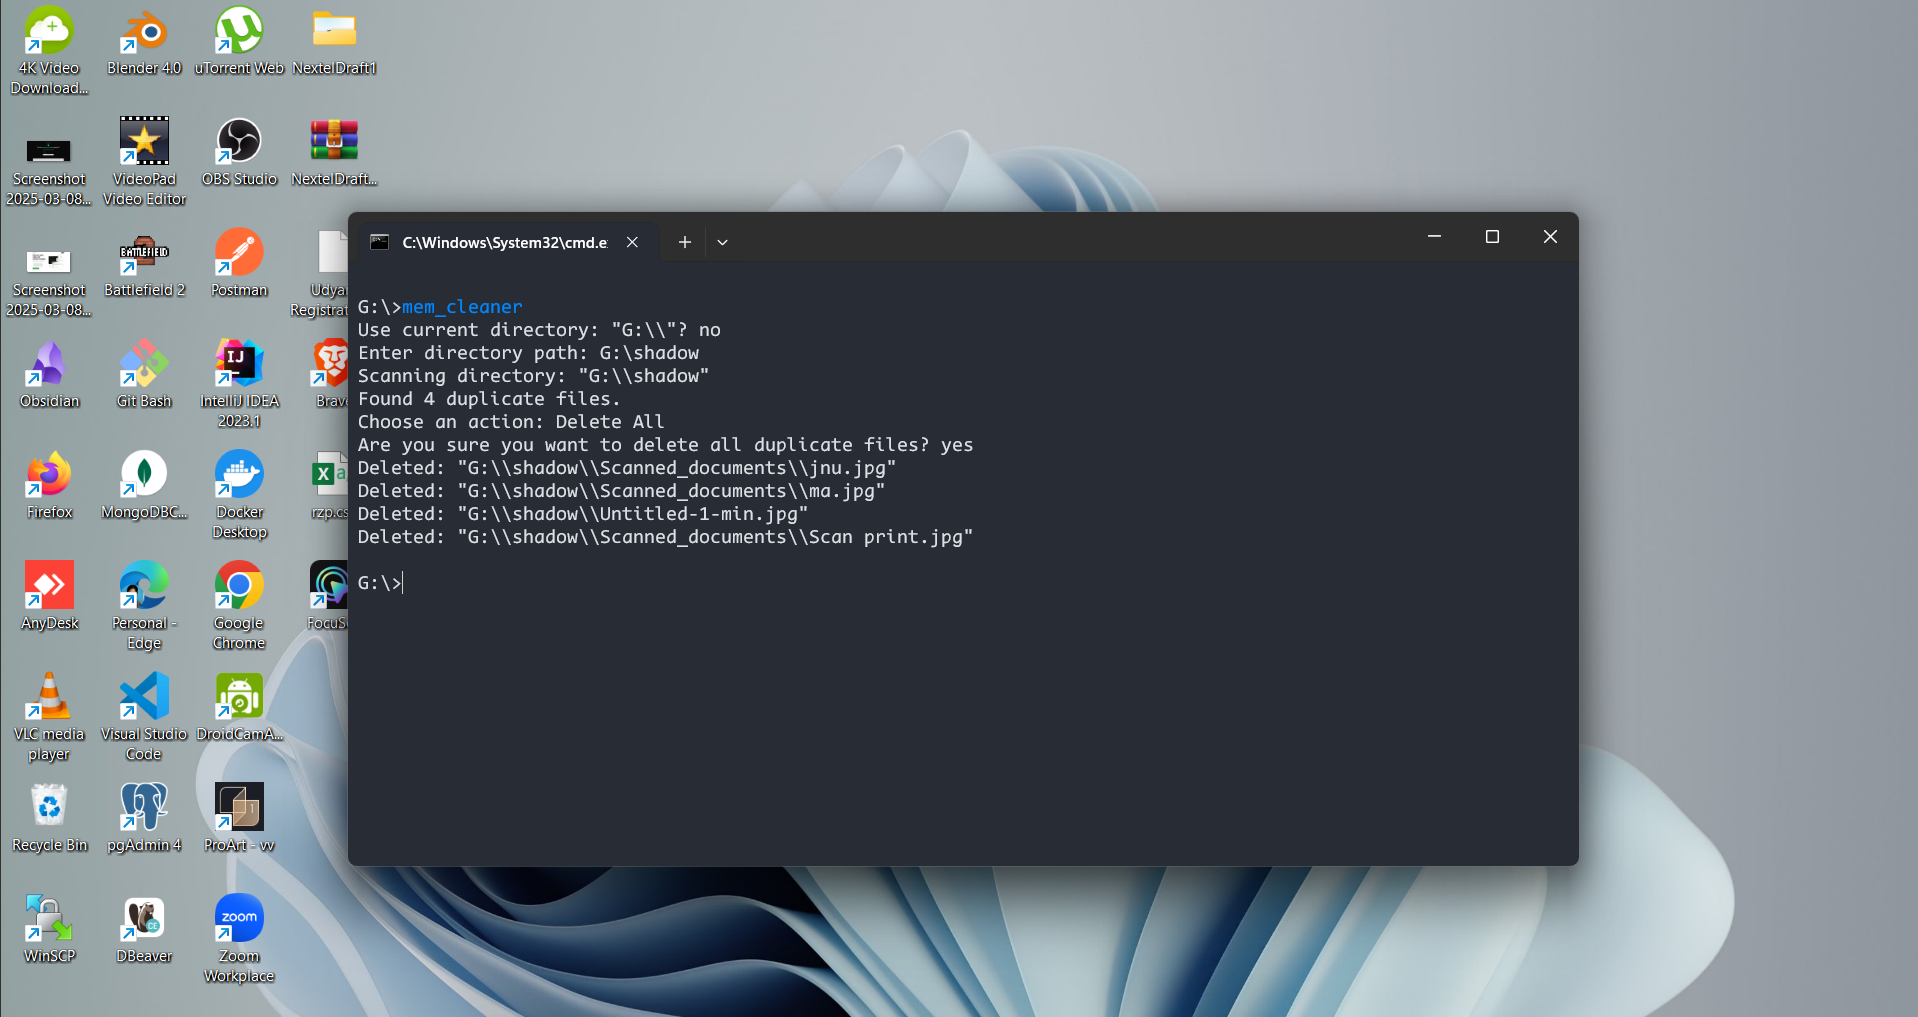 4K Video
Download...
Blender 4.0
uTorrent Web
NextelDraft1
Screenshot
2025-03-08...
VideoPad
Video Editor
OBS Studio
NextelDraft...
Screenshot
2025-03-08...
BATTLEFIELD
Battlefield 2
Postman
Udya
Registrat
Obsidian
Git Bash
IJ
IntelliJ IDEA
2023.1
Brave
Firefox
MongoDBC...
Docker
Desktop
X a
rzp.cs
AnyDesk
Personal -
Edge
Google
Chrome
FocuS
VLC media
player
Visual Studio
Code
DroidCamA...
Recycle Bin
pgAdmin 4
ProArt - vv
WinSCP
CE
DBeaver
zoom
Zoom
Workplace
C:\Windows\System32\cmd.e
G:\>mem_cleaner
Use current directory: "G:\\"? no
Enter directory path: G:\shadow
Scanning directory: "G:\\shadow"
Found 4 duplicate files.
Choose an action: Delete All
Are you sure you want to delete all duplicate files? yes
Deleted: "G:\\shadow\\Scanned_documents\\jnu.jpg"
Deleted: "G:\\shadow\\Scanned_documents\\ma.jpg"
Deleted: "G:\\shadow\\Untitled-1-min.jpg"
Deleted: "G:\\shadow\\Scanned_documents\\Scan print.jpg"
G:\>